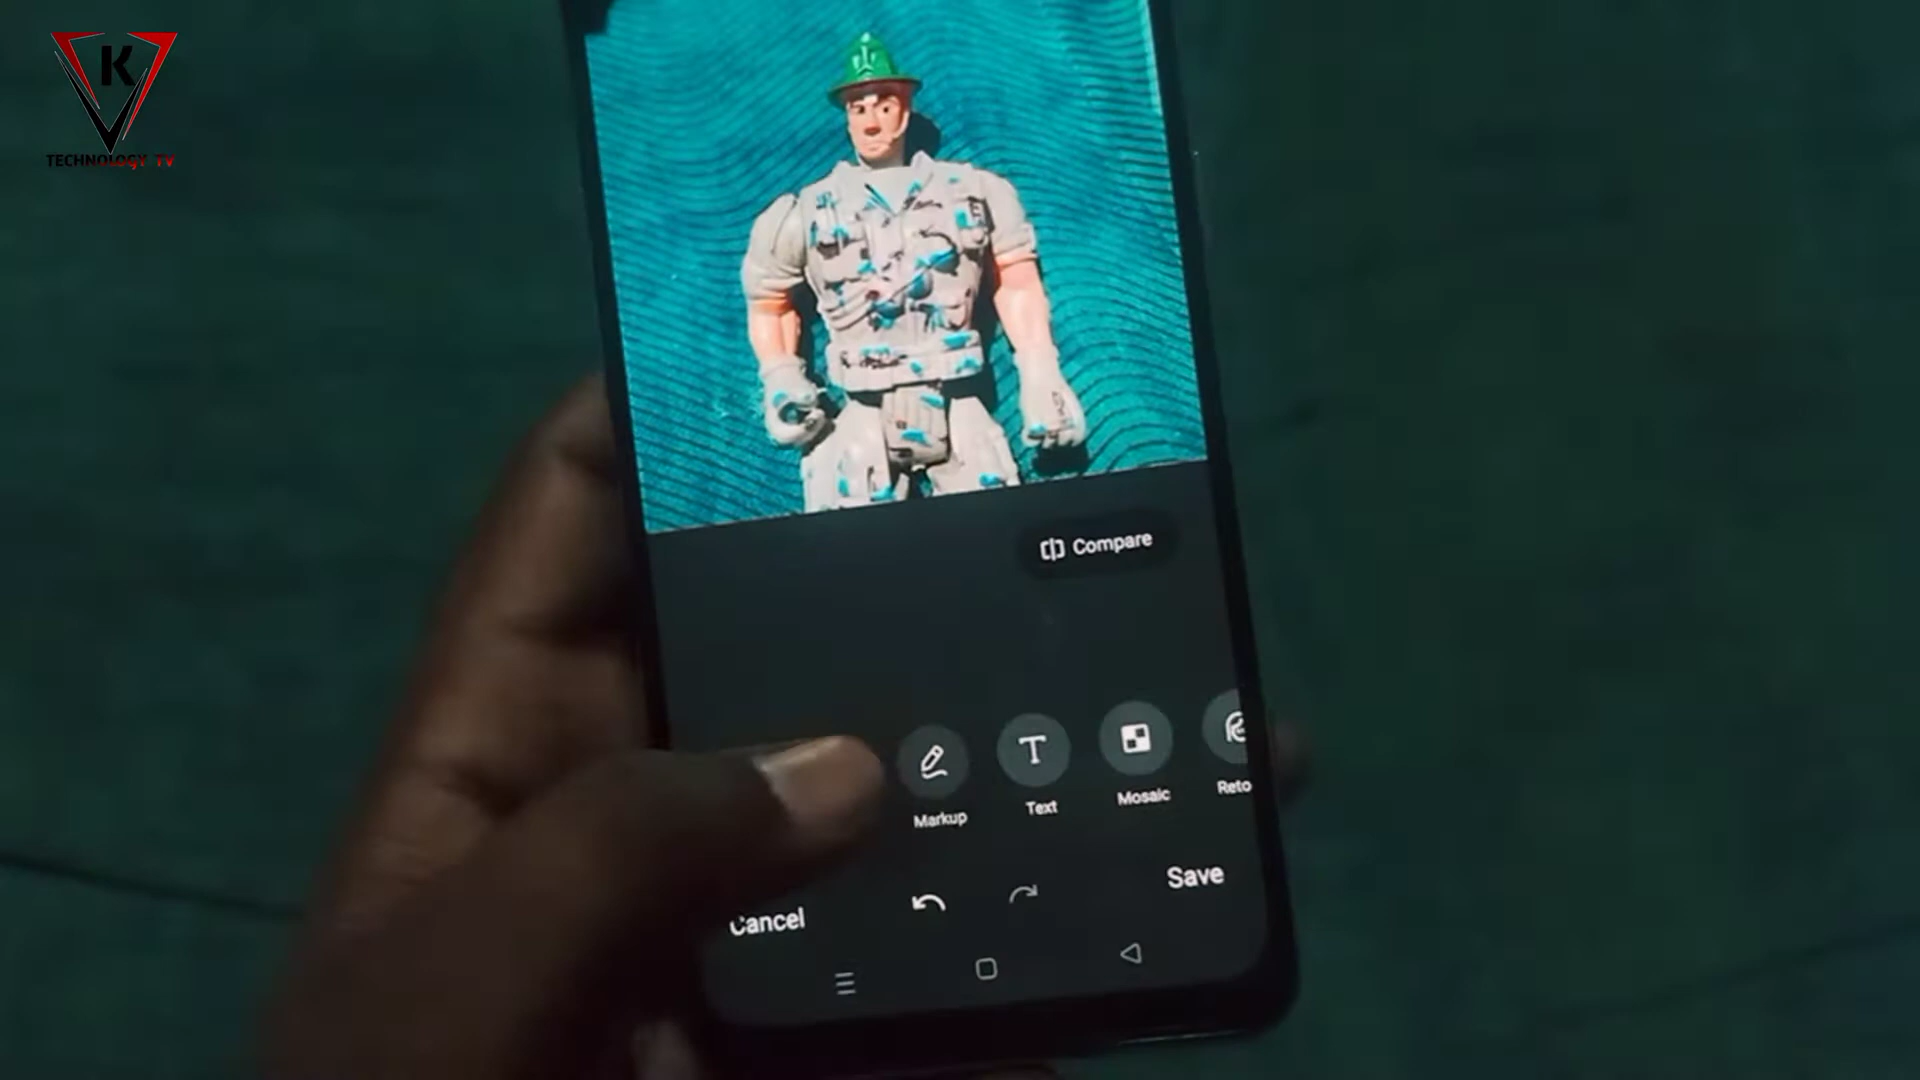 K
TECHNOLOGY TV
Compare
Markup
Text
Mosaic
Reto
Cancel
Save